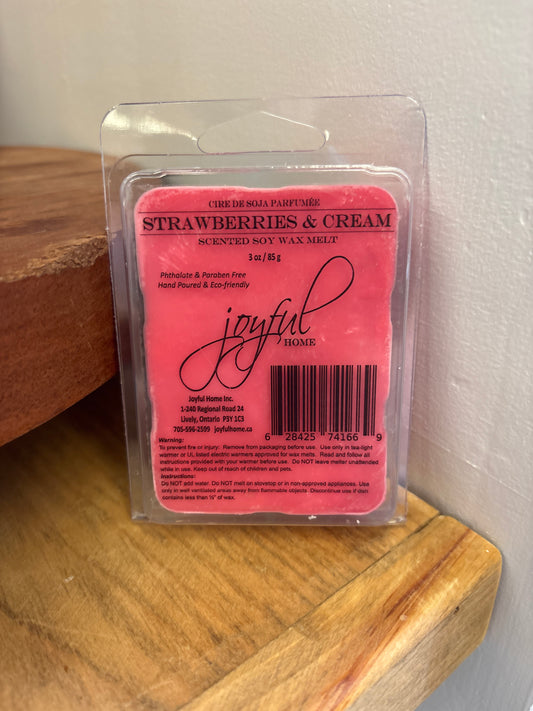 CIRE DE SOJA PARFUMÉE
STRAWBERRIES & CREAM
SCENTED SOY WAX MELT
3 oz / 85 g
Phthalate & Paraben Free
Hand Poured & Eco-friendly
joyful
HOME
Joyful Home Inc.
1-240 Regional Road 24
Lively, Ontario P3Y 1C3
705-596-2599 joyfulhome.ca
6 28425 74166 9
Warning:
To prevent fire or injury: Remove from packaging before use. Use only in tea-light
warmer or UL listed electric warmers approved for wax melts. Read and follow all
instructions provided with your warmer before use. Do NOT leave melter unattended
while in use. Keep out of reach of children and pets.
Instructions:
Do NOT add water. Do NOT melt on stovetop or in non-approved appliances. Use
only in well ventilated areas away from flammable objects. Discontinue use if dish
contains less than ½" of wax.